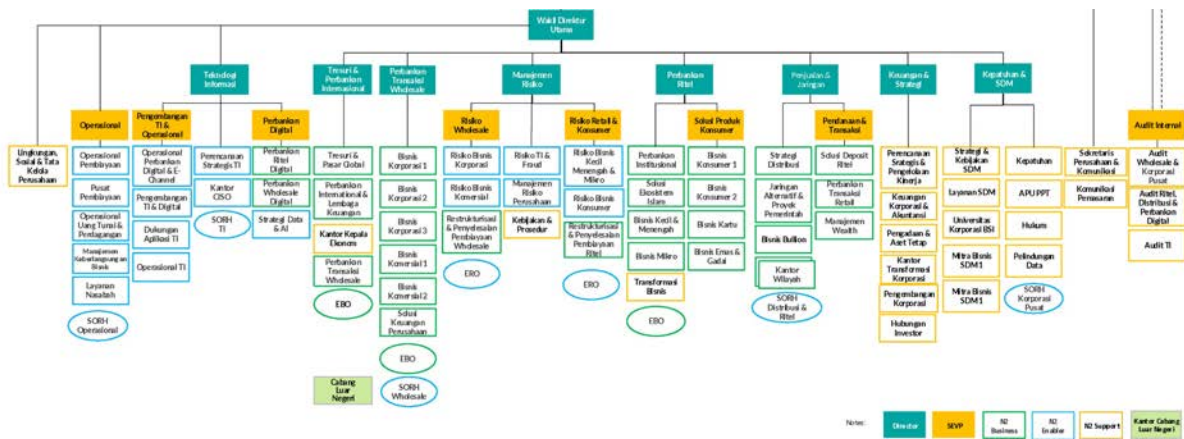 Wakil Direktur
Utama
Teknologi
Informasi
Tresuri &
Perbankan
Internasional
Perbankan
Transaksi
Wholesale
Manajemen
Risiko
Perbankan
Ritel
Penjualan &
Jaringan
Keuangan &
Strategi
Kepatuhan &
SDM
Operasional
Pengembangan
TI &
Operasional
Perbankan
Digital
Risiko
Wholesale
Risiko Retail &
Konsumer
Solusi Produk
Konsumer
Pendanaan &
Transaksi
Audit Internal
Lingkungan,
Sosial & Tata
Kelola
Perusahaan
Operasional
Pembiayaan
Pusat
Pembiayaan
Operasional
Uang Tunai &
Perdagangan
Manajemen
Keberlangsungan
Bisnis
Layanan
Nasabah
SORH
Operasional
Operasional
Perbankan
Digital & E-
Channel
Pengembangan
TI & Digital
Dukungan
Aplikasi TI
Operasional TI
Perencanaan
Strategis TI
Kantor
CISO
SORH
TI
Perbankan
Ritel
Digital
Perbankan
Wholesale
Digital
Strategi Data
& AI
Tresuri &
Pasar Global
Perbankan
International &
Lembaga
Keuangan
Kantor Kepala
Ekonom
Perbankan
Transaksi
Wholesale
EBO
Cabang
Luar
Negeri
Bisnis
Korporasi 1
Bisnis
Korporasi 2
Bisnis
Korporasi 3
Bisnis
Komersial 1
Bisnis
Komersial 2
Solusi
Keuangan
Perusahaan
EBO
SORH
Wholesale
Risiko Bisnis
Korporasi
Risiko Bisnis
Komersial
Restrukturisasi
& Penyelesaian
Pembiayaan
Wholesale
ERO
Risiko TI &
Fraud
Manajemen
Risiko
Perusahaan
Kebijakan &
Prosedur
Risiko Bisnis
Kecil
Menengah &
Mikro
Risiko Bisnis
Konsumer
Restrukturisasi
& Penyelesaian
Pembiayaan
Ritel
ERO
Perbankan
Institusional
Solusi
Ekosistem
Islam
Bisnis Kecil &
Menengah
Bisnis Mikro
Transformasi
Bisnis
EBO
Bisnis
Konsumer 1
Bisnis
Konsumer 2
Bisnis Kartu
Bisnis Emas &
Gadai
Strategi
Distribusi
Jaringan
Alternatif &
Proyek
Pemerintah
Bisnis Bullion
Kantor
Wilayah
SORH
Distribusi &
Ritel
Solusi Deposit
Retail
Perbankan
Transaksi
Retail
Manajemen
Wealth
Perencanaan
Strategis &
Pengelolaan
Kinerja
Keuangan
Korporasi &
Akuntansi
Pengadaan &
Aset Tetap
Kantor
Transformasi
Korporasi
Pengembangan
Korporasi
Hubungan
Investor
Strategi &
Kebijakan
SDM
Layanan SDM
Universitas
Korporasi BSI
Mitra Bisnis
SDM1
Mitra Bisnis
SDM1
Kepatuhan
APU PPT
Hukum
Pelindungan
Data
SORH
Korporasi
Pusat
Sekretaris
Perusahaan &
Komunikasi
Komunikasi
Pemasaran
Audit
Wholesale &
Korporasi
Pusat
Audit Ritel,
Distribusi &
Perbankan
Digital
Audit TI
Notes:
Director
SEVP
N2
Business
N2
Enabler
N2 Support
Kantor Cabang
Luar Negeri